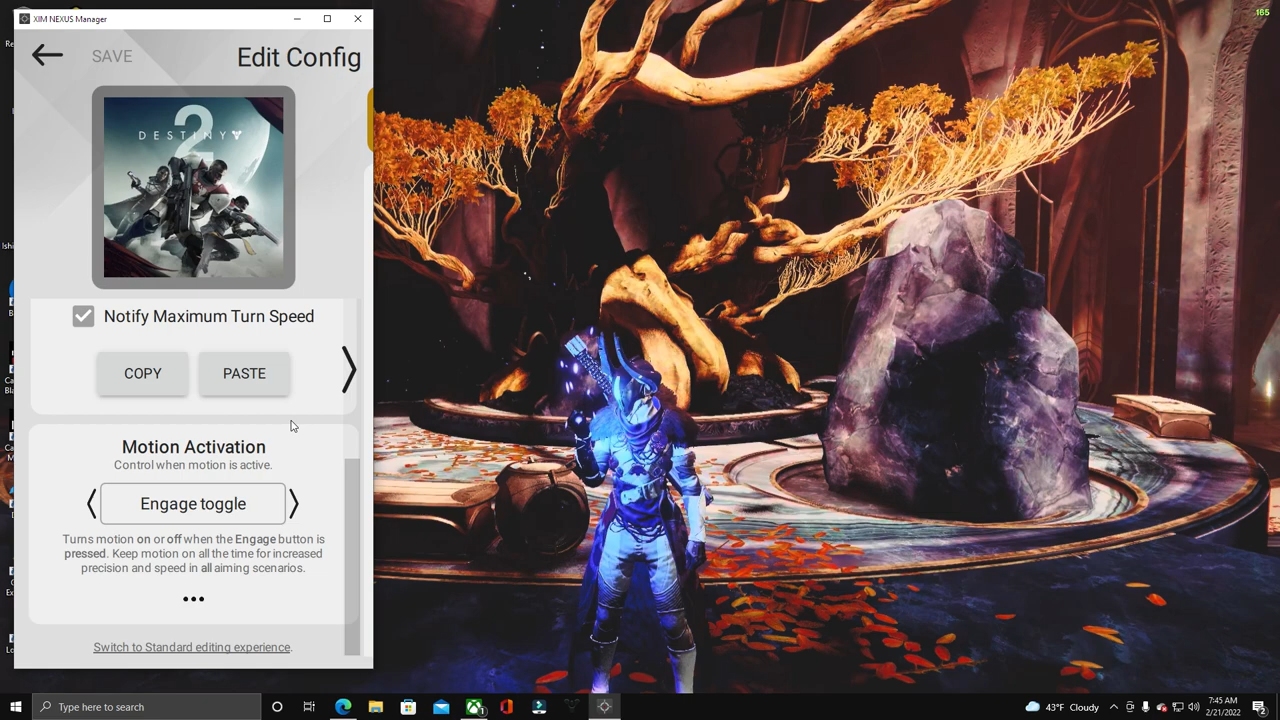 XIM NEXUS Manager
165
SAVE
Edit Config
2
DESTINY
Notify Maximum Turn Speed
COPY
PASTE
Motion Activation
Control when motion is active.
Engage toggle
Turns motion on or off when the Engage button is
pressed. Keep motion on all the time for increased
precision and speed in all aiming scenarios.
•••
Switch to Standard editing experience.
Type here to search
1
43°F Cloudy
7:45 AM
2/21/2022
2